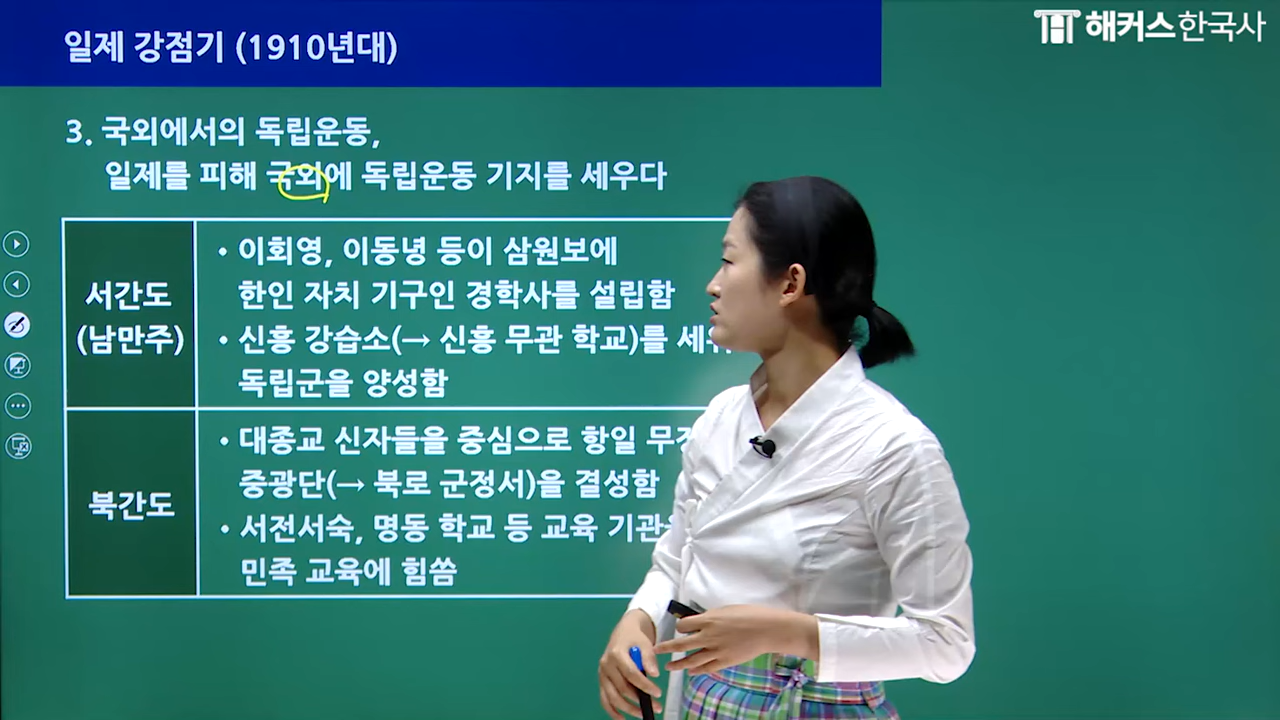 일제 강점기 (1910년대)
해커스한국사
3. 국외에서의 독립운동,
일제를 피해 국외에 독립운동 기지를 세우다
서간도
(남만주)
• 이회영, 이동녕 등이 삼원보에
한인 자치 기구인 경학사를 설립함
• 신흥 강습소(→ 신흥 무관 학교)를
독립군을 양성함
북간도
• 대종교 신자들을 중심으로 항일
중광단(→ 북로 군정서)을 결성함
• 서전서숙, 명동 학교 등 교육
민족 교육에 힘씀